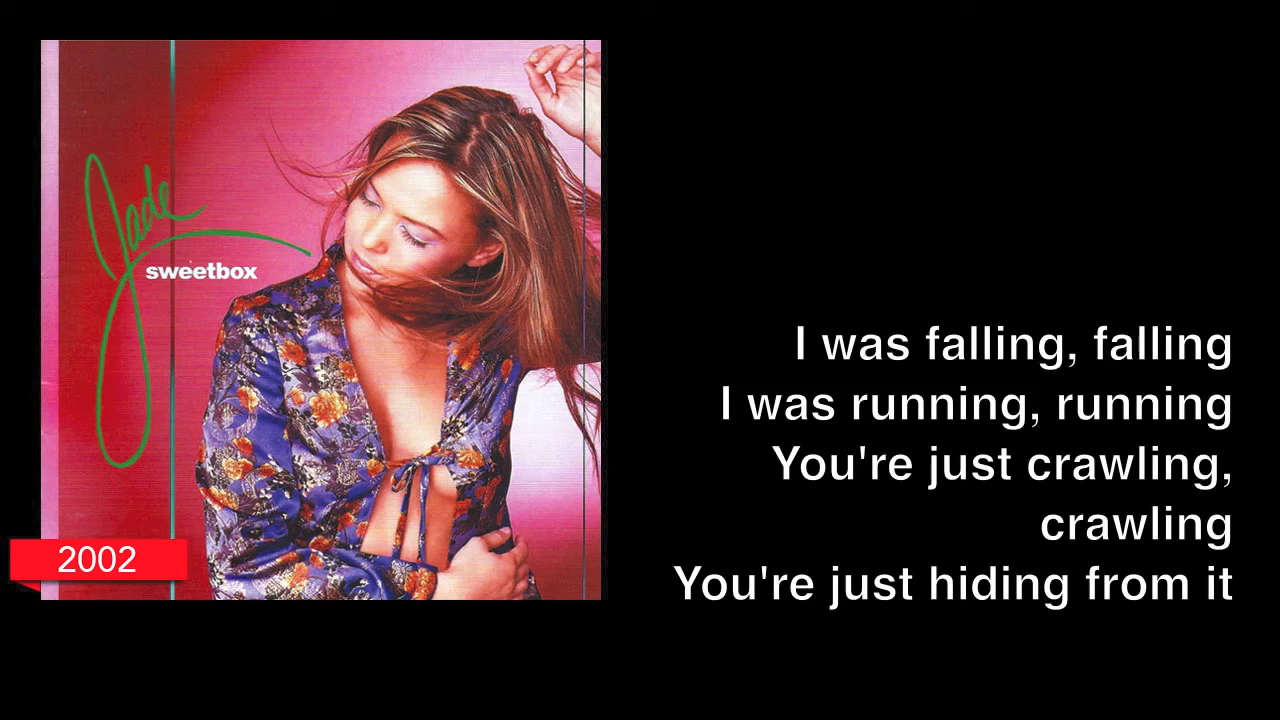 Jade
sweetbox
2002
I was falling, falling
I was running, running
You're just crawling,
crawling
You're just hiding from it